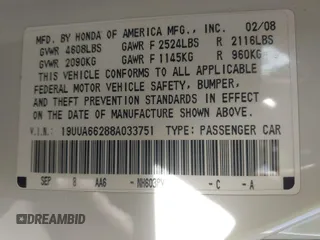 MFD. BY HONDA OF AMERICA MFG., INC. 02/08
GVWR 4608LBS GAWR F 2524LBS R 2116LBS
GVWR 2090KG GAWR F 1145KG R 960KG
THIS VEHICLE CONFORMS TO ALL APPLICABLE
FEDERAL MOTOR VEHICLE SAFETY, BUMPER,
AND THEFT PREVENTION STANDARDS IN EFFECT
ON THE DATE OF MANUFACTURE SHOWN ABOVE.
V.I.N: 19UUA66288A033751 TYPE: PASSENGER CAR
SEP B AA6 - C - A
DREAMBID